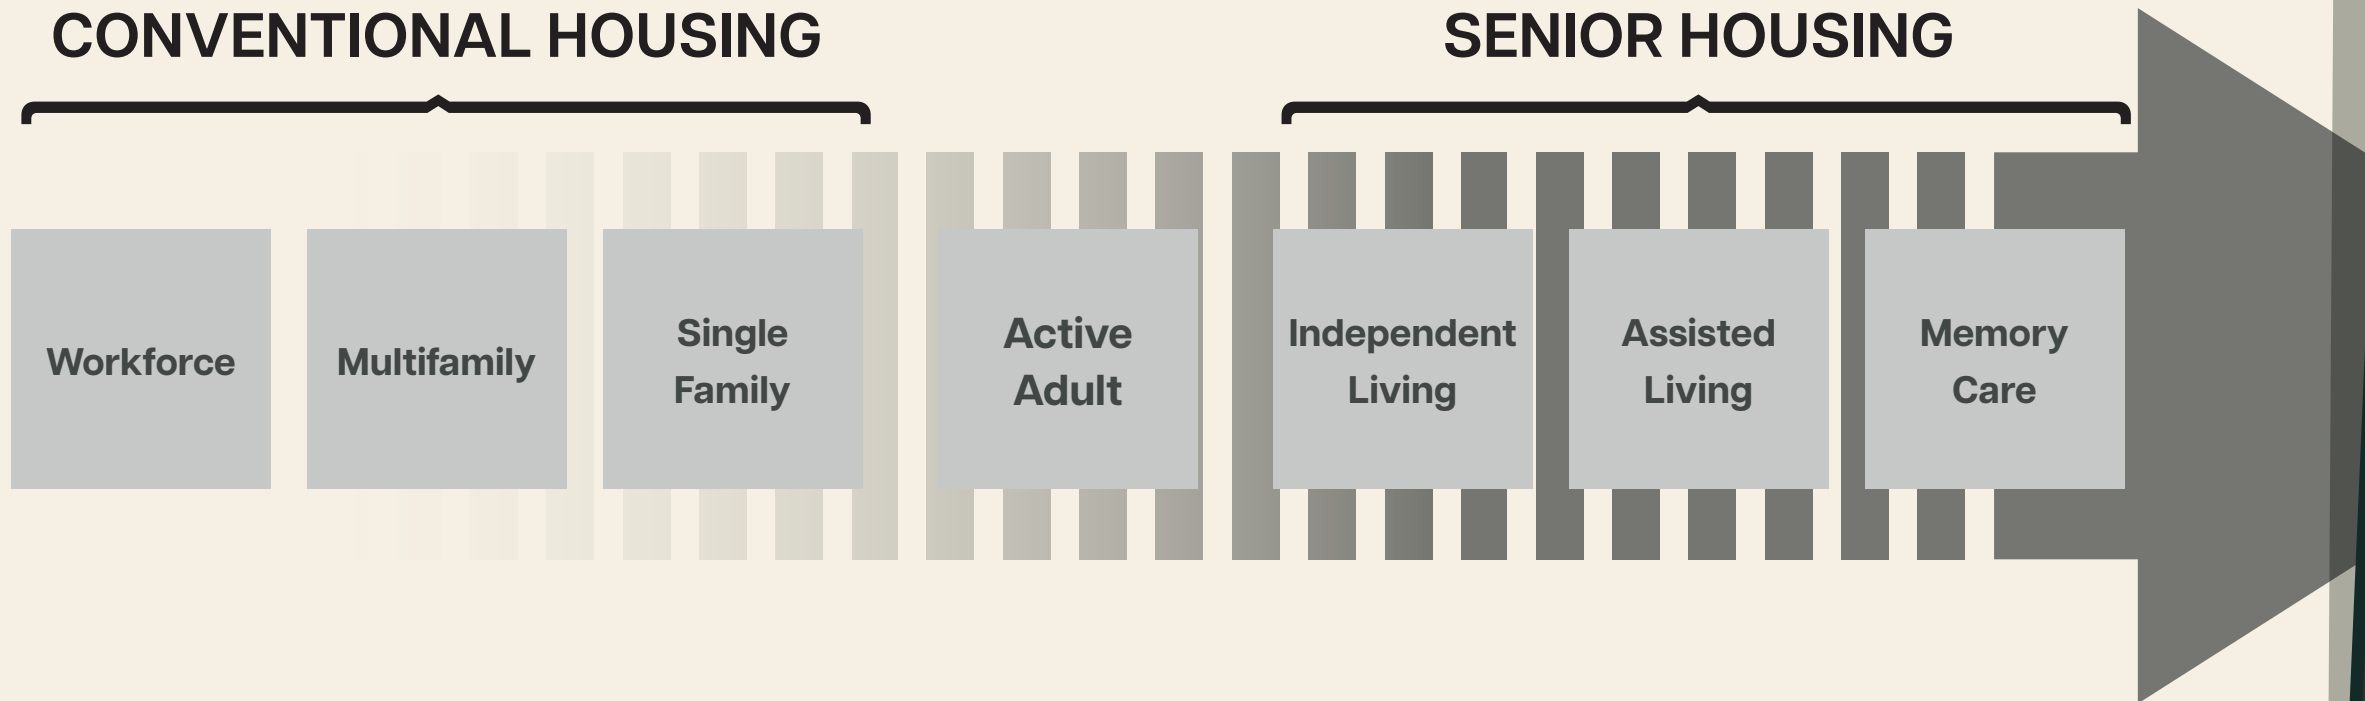 CONVENTIONAL HOUSING
SENIOR HOUSING
Workforce
Multifamily
Single
Family
Active
Adult
Independent
Living
Assisted
Living
Memory
Care